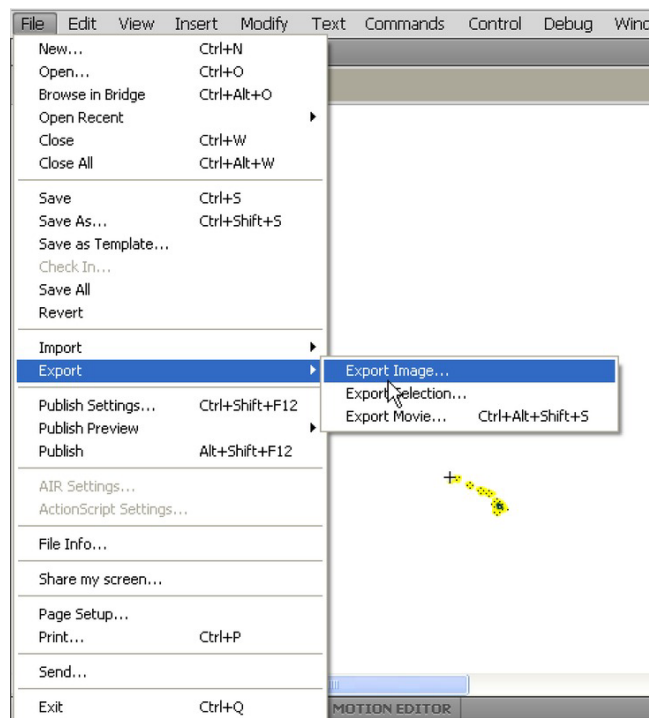 File Edit View Insert Modify Text Commands Control Debug Wind
New... Ctrl+N
Open... Ctrl+O
Browse in Bridge Ctrl+Alt+O
Open Recent
Close Ctrl+W
Close All Ctrl+Alt+W
Save Ctrl+S
Save As... Ctrl+Shift+S
Save as Template...
Check In...
Save All
Revert
Import
Export
Export Image...
Export Selection...
Export Movie... Ctrl+Alt+Shift+S
Publish Settings... Ctrl+Shift+F12
Publish Preview
Publish Alt+Shift+F12
AIR Settings...
ActionScript Settings...
File Info...
Share my screen...
Page Setup...
Print... Ctrl+P
Send...
Exit Ctrl+Q
MOTION EDITOR